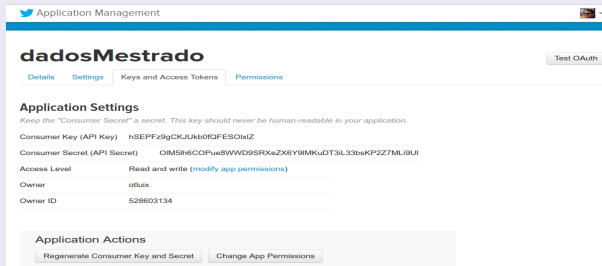 Application Management
dadosMestrado
Test OAuth
Details Settings Keys and Access Tokens Permissions
Application Settings
Keep the "Consumer Secret" a secret. This key should never be human-readable in your application.
Consumer Key (API Key)
Consumer Secret (API Secret)
Access Level Read and write (modify app permissions)
Owner otluix
Owner ID 528603134
Application Actions
Regenerate Consumer Key and Secret Change App Permissions